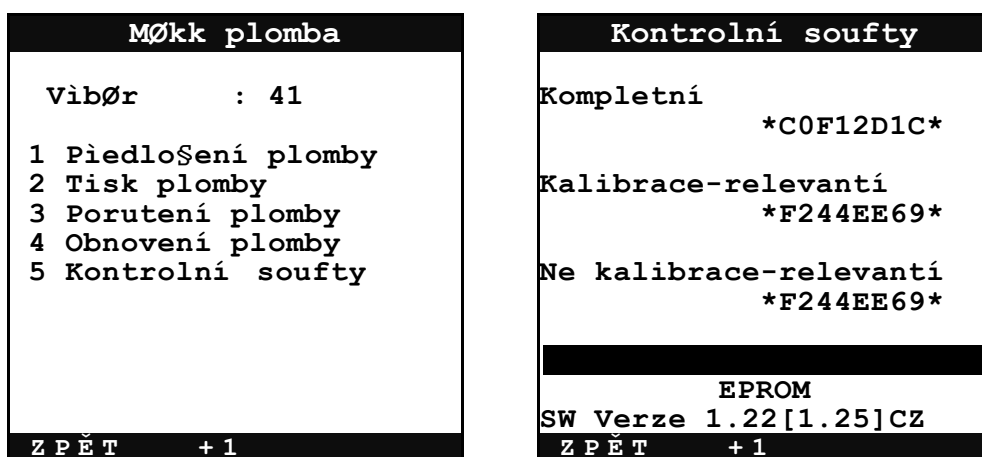 MØkk plomba
VìbØr : 41
1 Pìedlo§ení plomby
2 Tisk plomby
3 Porutení plomby
4 Obnovení plomby
5 Kontrolní soufty
ZPĚT +1
Kontrolní soufty
Kompletní
*C0F12D1C*
Kalibrace-relevantí
*F244EE69*
Ne kalibrace-relevantí
*F244EE69*
EPROM
SW Verze 1.22[1.25]CZ
ZPĚT +1